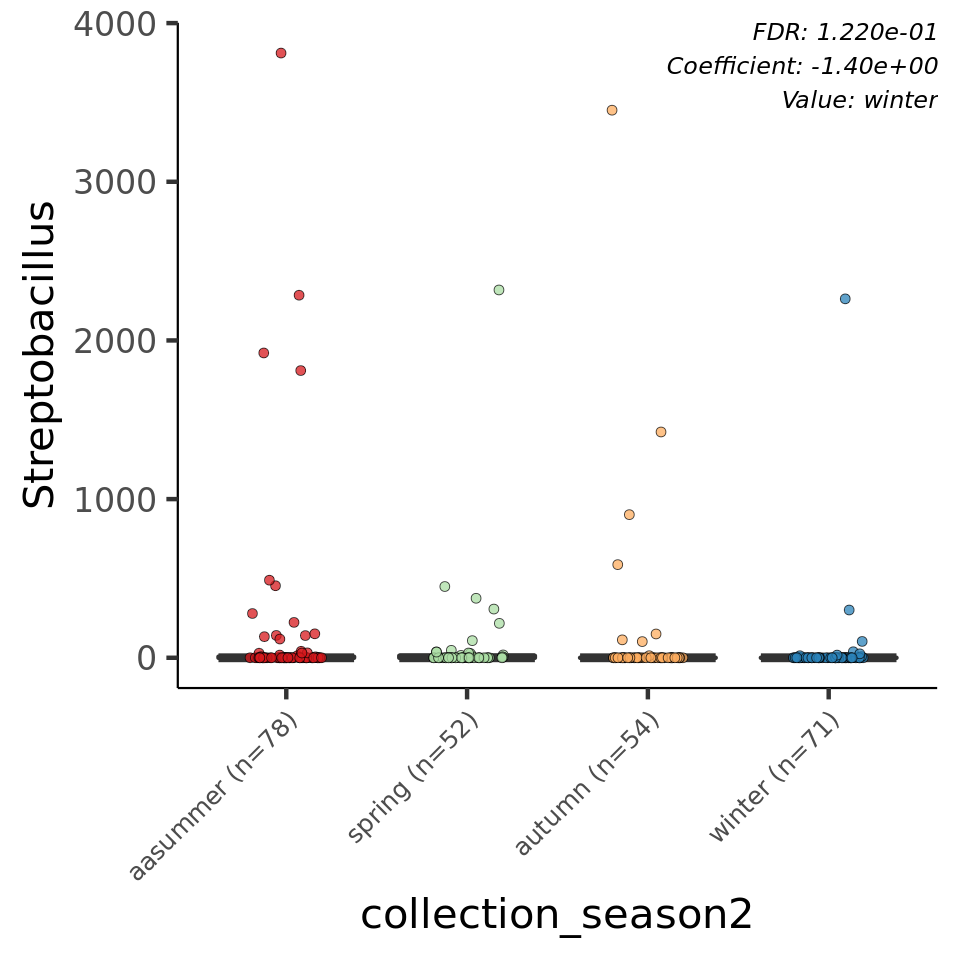 FDR: 1.220e-01
Coefficient: -1.40e+00
Value: winter
4000
3000
2000
1000
0
Streptobacillus
aasummer (n=78)
spring (n=52)
autumn (n=54)
winter (n=71)
collection_season2